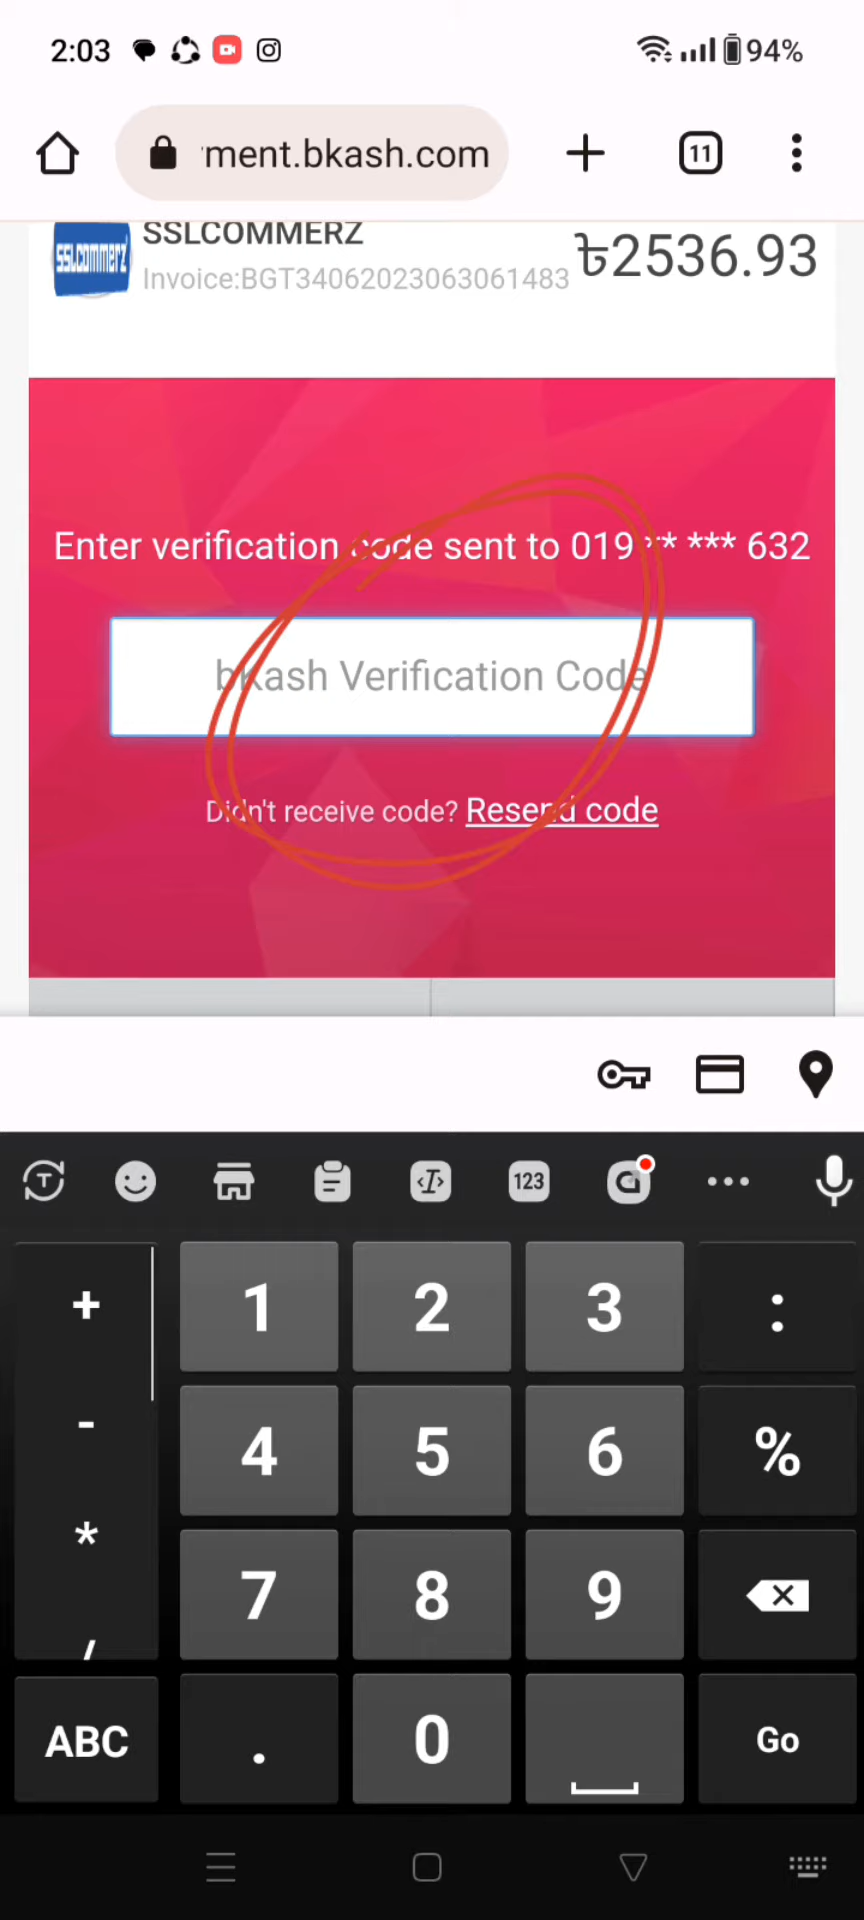 2:03 94%
ment.bkash.com 11
SSLCOMMERZ
SSLCOMMERZ
৳2536.93
Invoice:BGT34062023063061483
Enter verification code sent to 019 ** *** 632
bKash Verification Code
Didn't receive code? Resend code
T 123
+ 1 2 3 :
- 4 5 6 %
* 7 8 9
/
ABC . 0 Go